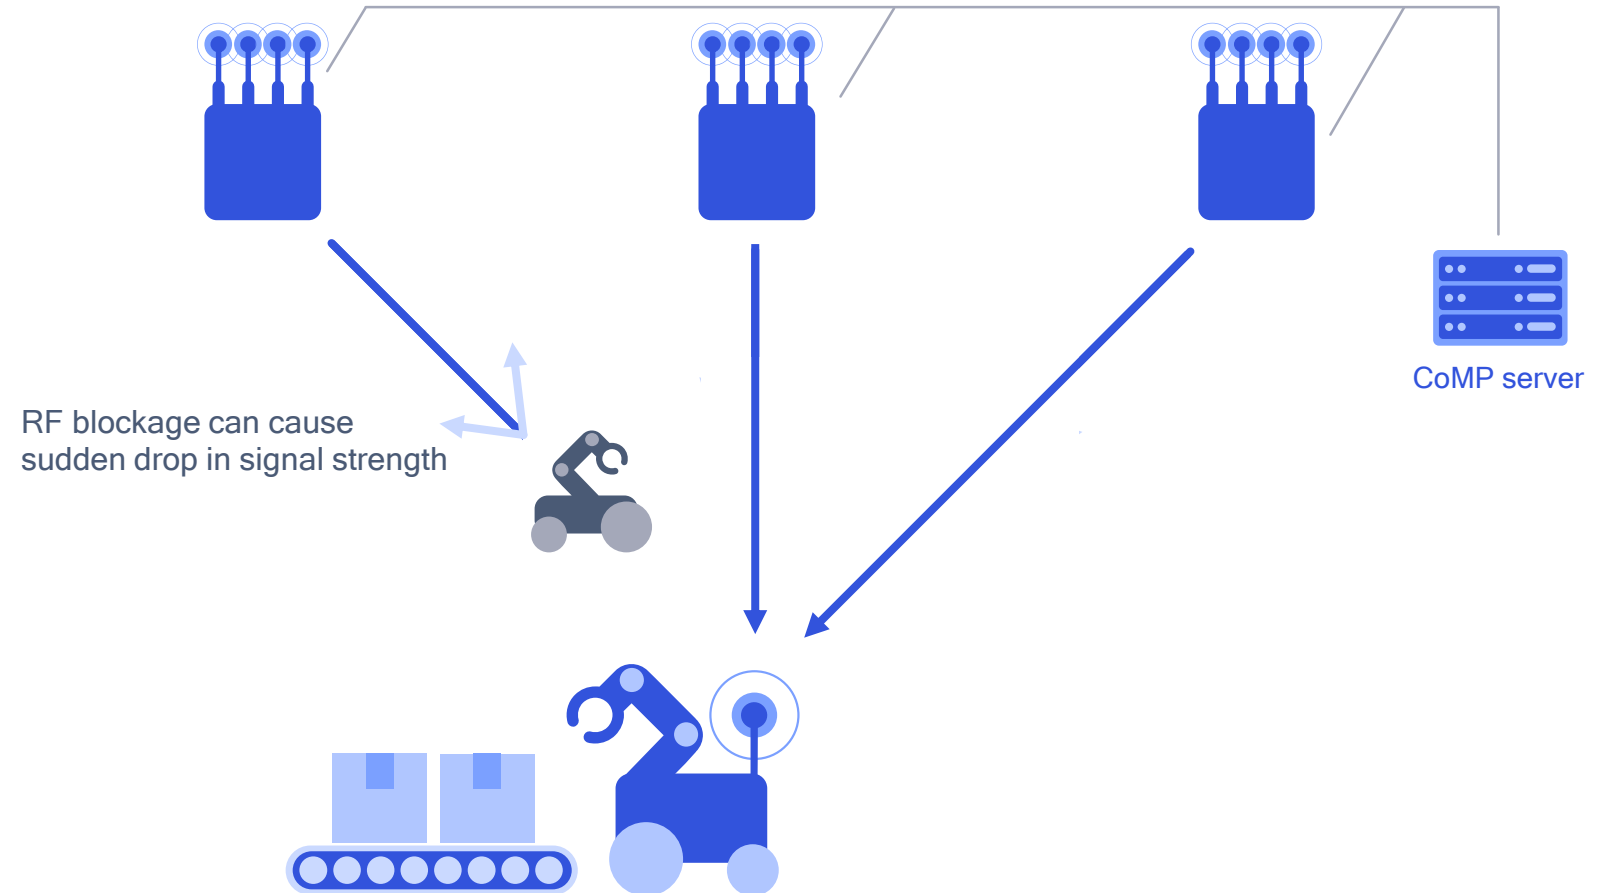 CoMP server
RF blockage can cause
sudden drop in signal strength